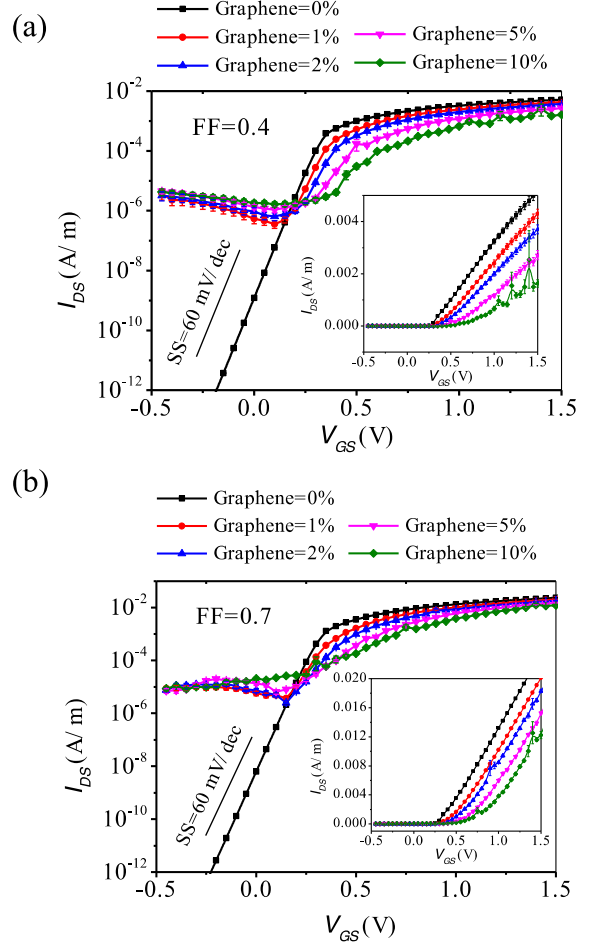 (a)
Graphene=0%
Graphene=1% Graphene=5%
Graphene=2% Graphene=10%
10^-2
10^-4
10^-6
10^-8
10^-10
10^-12
I_DS (A/m)
FF=0.4
SS=60 mV/dec
-0.5 0.0 0.5 1.0 1.5
V_GS (V)
0.004
0.002
0.000
I_DS (A/m)
-0.5 0.0 0.5 1.0 1.5
V_GS (V)
(b)
Graphene=0%
Graphene=1% Graphene=5%
Graphene=2% Graphene=10%
10^-2
10^-4
10^-6
10^-8
10^-10
10^-12
I_DS (A/m)
FF=0.7
SS=60 mV/dec
-0.5 0.0 0.5 1.0 1.5
V_GS (V)
0.020
0.016
0.012
0.008
0.004
0.000
I_DS (A/m)
-0.5 0.0 0.5 1.0 1.5
V_GS (V)